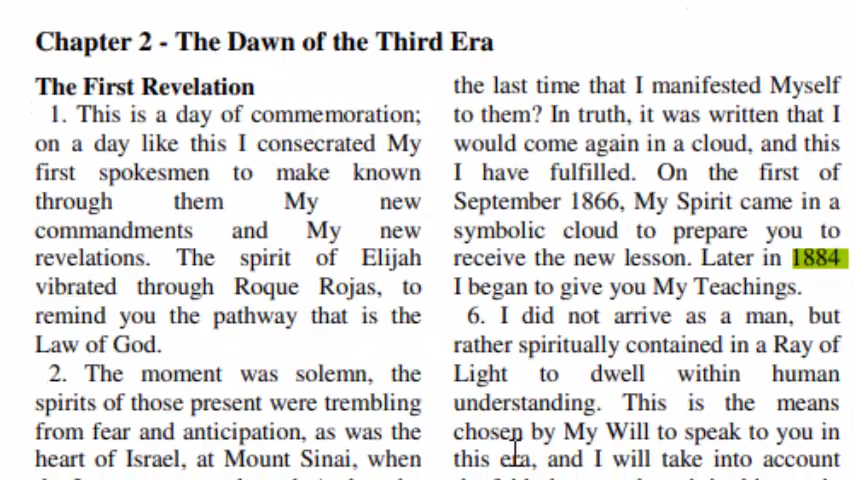 Chapter 2 - The Dawn of the Third Era
The First Revelation
1. This is a day of commemoration;
on a day like this I consecrated My
first spokesmen to make known
through them My new
commandments and My new
revelations. The spirit of Elijah
vibrated through Roque Rojas, to
remind you the pathway that is the
Law of God.
2. The moment was solemn, the
spirits of those present were trembling
from fear and anticipation, as was the
heart of Israel, at Mount Sinai, when
the last time that I manifested Myself
to them? In truth, it was written that I
would come again in a cloud, and this
I have fulfilled. On the first of
September 1866, My Spirit came in a
symbolic cloud to prepare you to
receive the new lesson. Later in 1884
I began to give you My Teachings.
6. I did not arrive as a man, but
rather spiritually contained in a Ray of
Light to dwell within human
understanding. This is the means
chosen by My Will to speak to you in
this era, and I will take into account